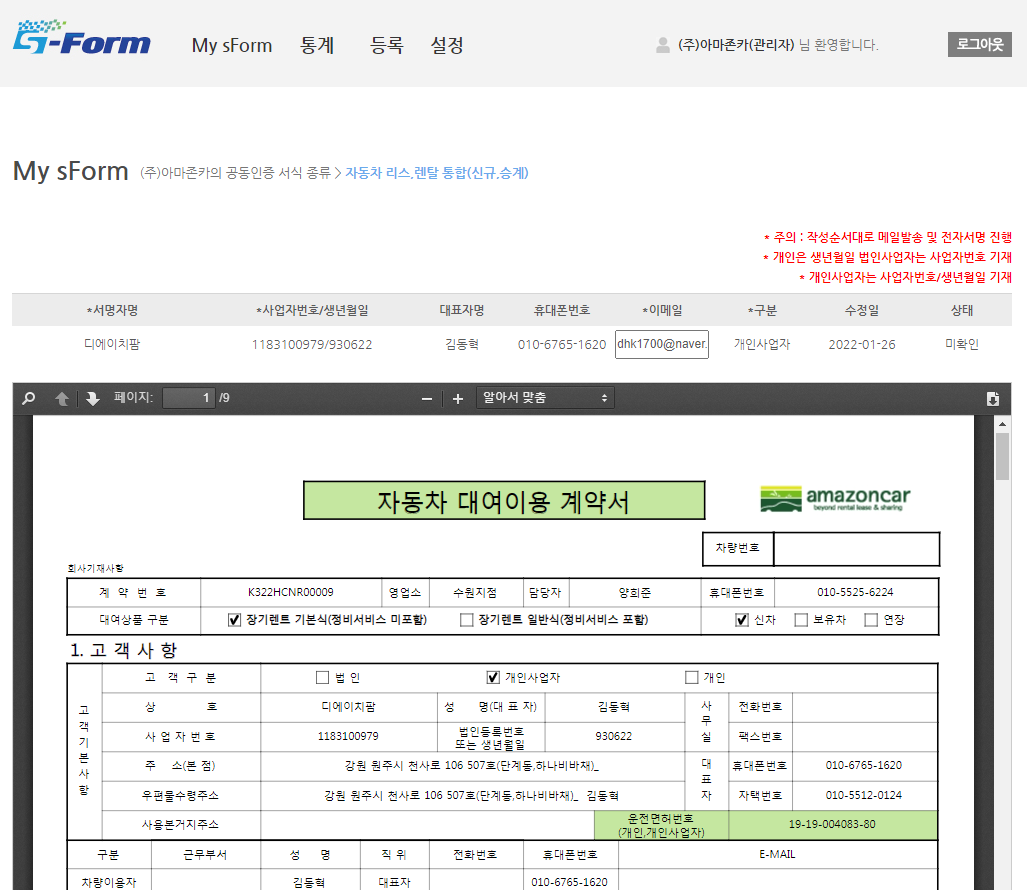 S-Form My sForm 통계 등록 설정 (주)아마존카(관리자) 님 환영합니다. 로그아웃
My sForm (주)아마존카의 공동인증 서식 종류 > 자동차 리스,렌탈 통합(신규,승계)
* 주의 : 작성순서대로 메일발송 및 전자서명 진행
* 개인은 생년월일 법인사업자는 사업자번호 기재
* 개인사업자는 사업자번호/생년월일 기재
*서명자명 *사업자번호/생년월일 대표자명 휴대폰번호 *이메일 *구분 수정일 상태
디에이치팜 1183100979/930622 김동혁 010-6765-1620 dhk1700@naver. 개인사업자 2022-01-26 미확인
페이지: 1 /9 알아서 맞춤
자동차 대여이용 계약서
amazoncar
beyond rental lease & sharing
차량번호
회사기재사항
계 약 번 호 K322HCNR00009 영업소 수원지점 담당자 양희준 휴대폰번호 010-5525-6224
대여상품 구분 장기렌트 기본식(정비서비스 미포함) 장기렌트 일반식(정비서비스 포함) 신차 보유차 연장
1. 고 객 사 항
고객기본사항
고 객 구 분 법 인 개인사업자 개인
상 호 디에이치팜 성 명(대 표 자) 김동혁 사무실 전화번호
사 업 자 번 호 1183100979 법인등록번호 또는 생년월일 930622 팩스번호
주 소(본 점) 강원 원주시 천사로 106 507호(단계동,하나비바채)_ 대표자 휴대폰번호 010-6765-1620
우편물수령주소 강원 원주시 천사로 106 507호(단계동,하나비바채)_ 김동혁 자택번호 010-5512-0124
사용본거지주소 운전면허번호 (개인,개인사업자) 19-19-004083-80
구분 근무부서 성 명 직 위 전화번호 휴대폰번호 E-MAIL
차량이용자 김동혁 대표자 010-6765-1620